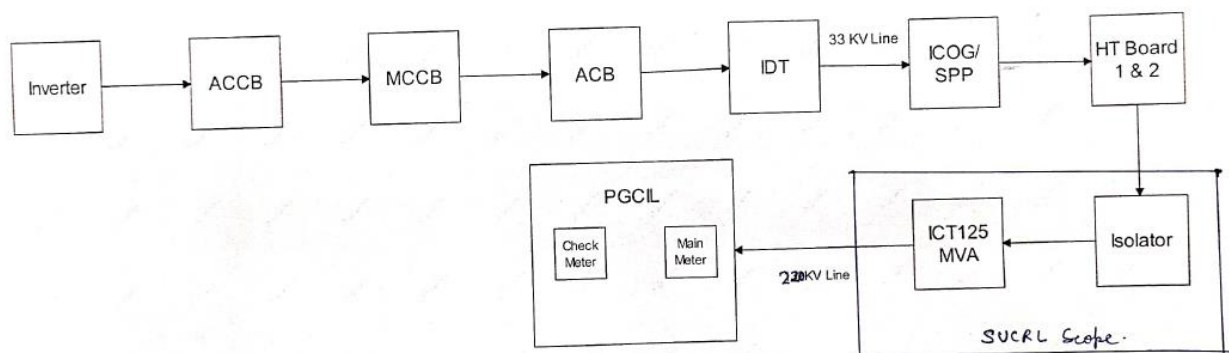 Inverter
ACCB
MCCB
ACB
IDT
33 KV Line
ICOG/
SPP
HT Board
1 & 2
PGCIL
Check
Meter
Main
Meter
220KV Line
ICT125
MVA
Isolator
SUCRL Scope.